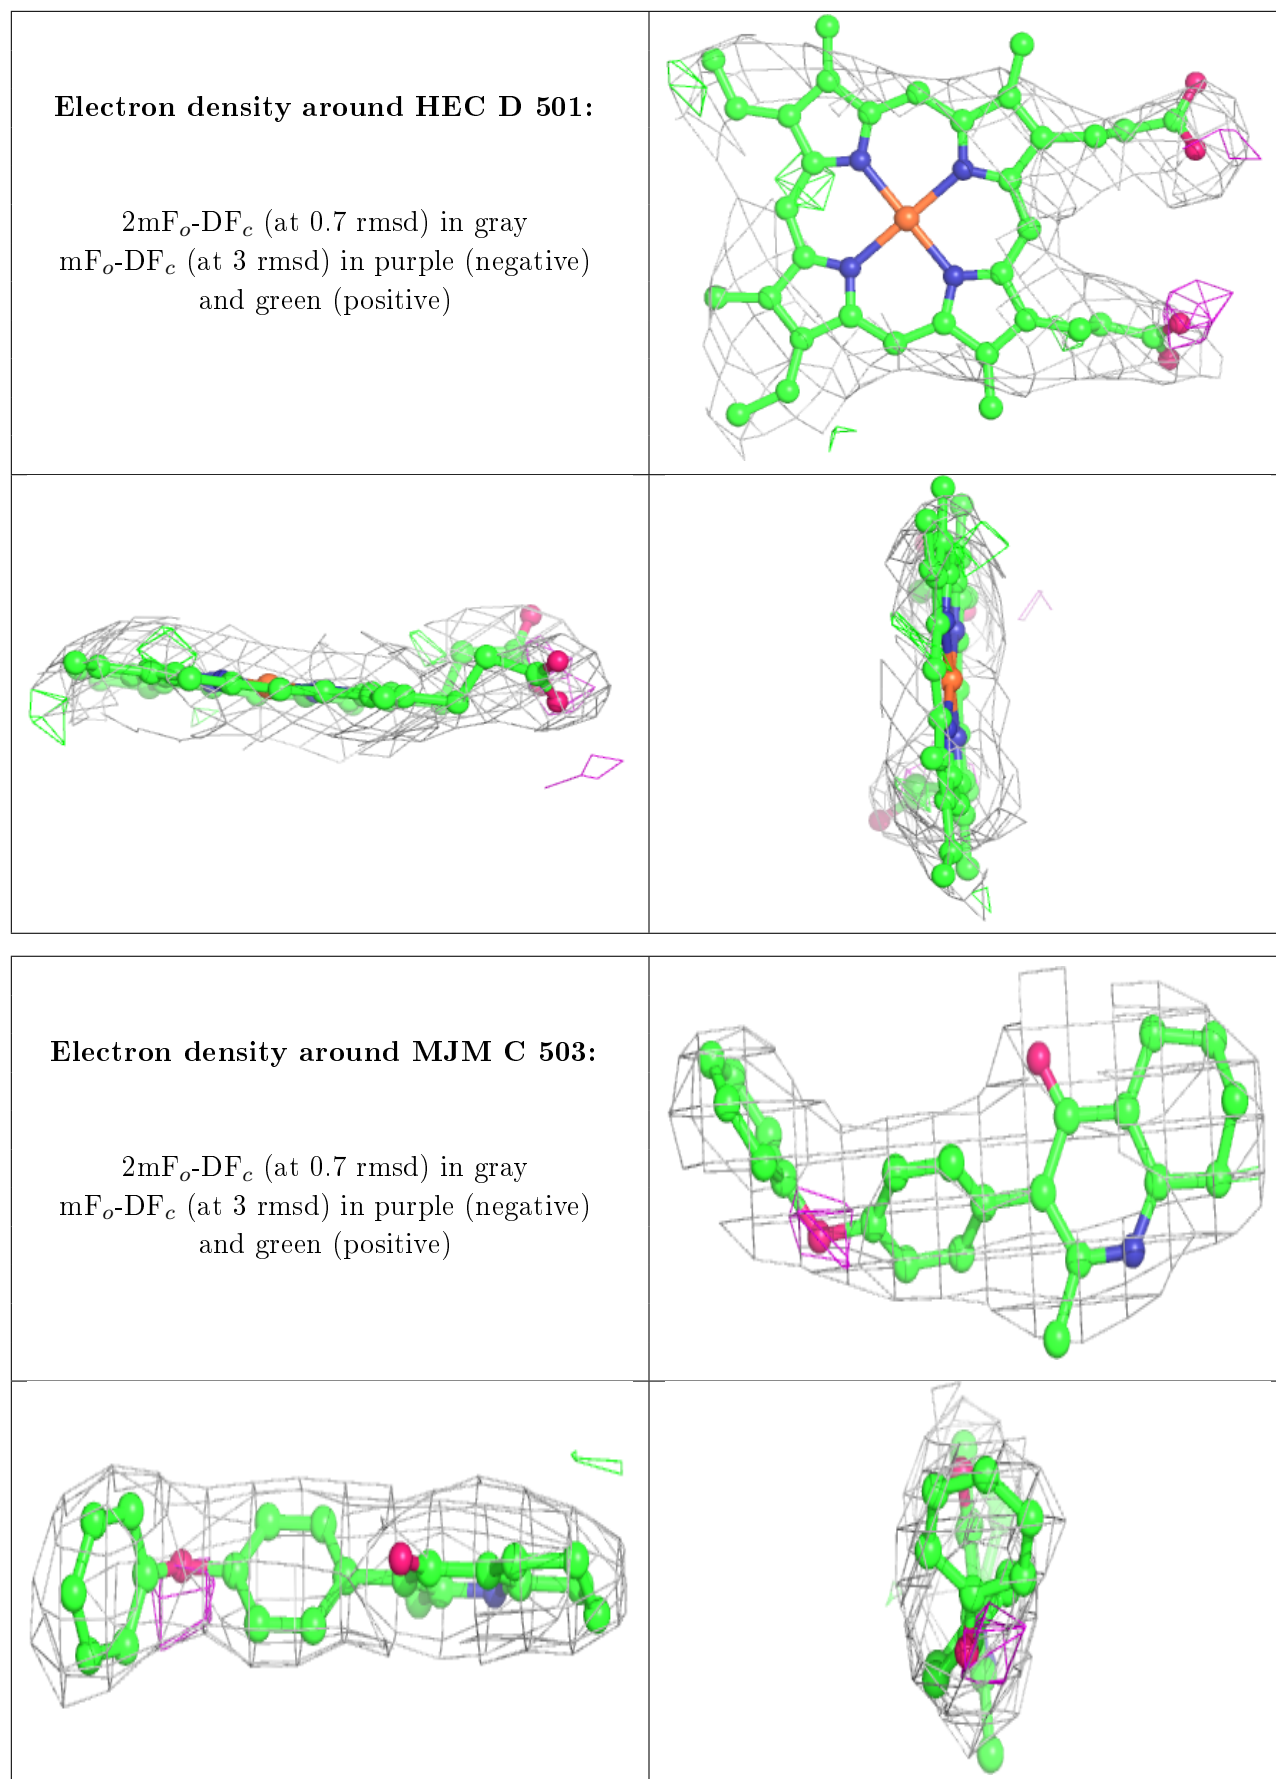 Electron density around HEC D 501:
2mFo-DFc (at 0.7 rmsd) in gray
mFo-DFc (at 3 rmsd) in purple (negative)
and green (positive)
Electron density around MJM C 503:
2mFo-DFc (at 0.7 rmsd) in gray
mFo-DFc (at 3 rmsd) in purple (negative)
and green (positive)